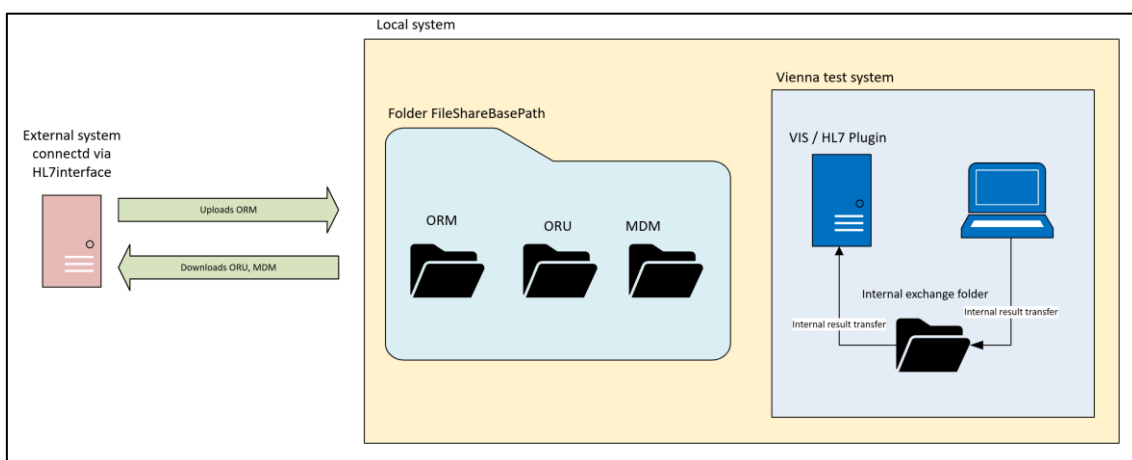 Local system
Vienna test system
Folder FileShareBasePath
External system
connectd via
HL7interface
VIS / HL7 Plugin
Uploads ORM
ORM
ORU
MDM
Downloads ORU, MDM
Internal exchange folder
Internal result transfer
Internal result transfer